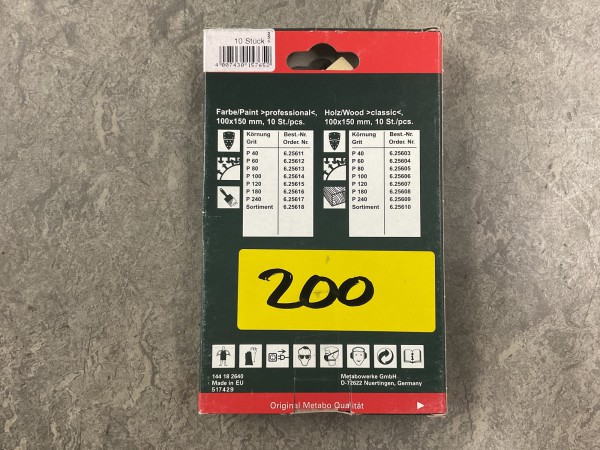 10 Stück
4 007430 157652
Farbe/Paint >professional<,
100x150 mm, 10 St./pcs.
Körnung Best.-Nr.
Grit Order. Nr.
P 40 6.25611
P 60 6.25612
P 80 6.25613
P 100 6.25614
P 120 6.25615
P 180 6.25616
P 240 6.25617
Sortiment 6.25618
Holz/Wood >classic<,
100x150 mm, 10 St./pcs.
Körnung Best.-Nr.
Grit Order. Nr.
P 40 6.25603
P 60 6.25604
P 80 6.25605
P 100 6.25606
P 120 6.25607
P 180 6.25608
P 240 6.25609
Sortiment 6.25610
200
144 18 2640
Made in EU
517429
Metabowerke GmbH
D-72622 Nuertingen, Germany
Original Metabo Qualität